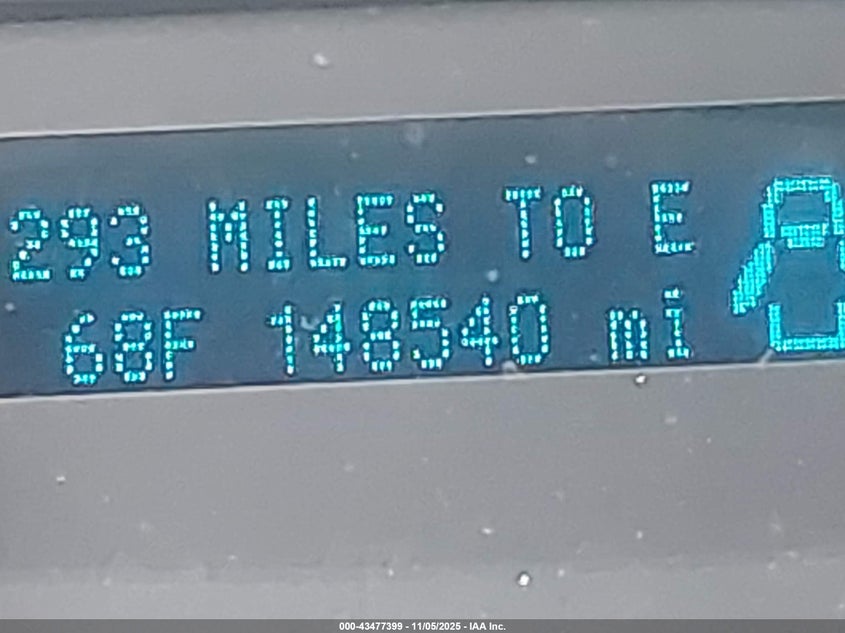 293 MILES TO E
68F 148540 mi
000-43477399 - 11/05/2025 - IAA Inc.